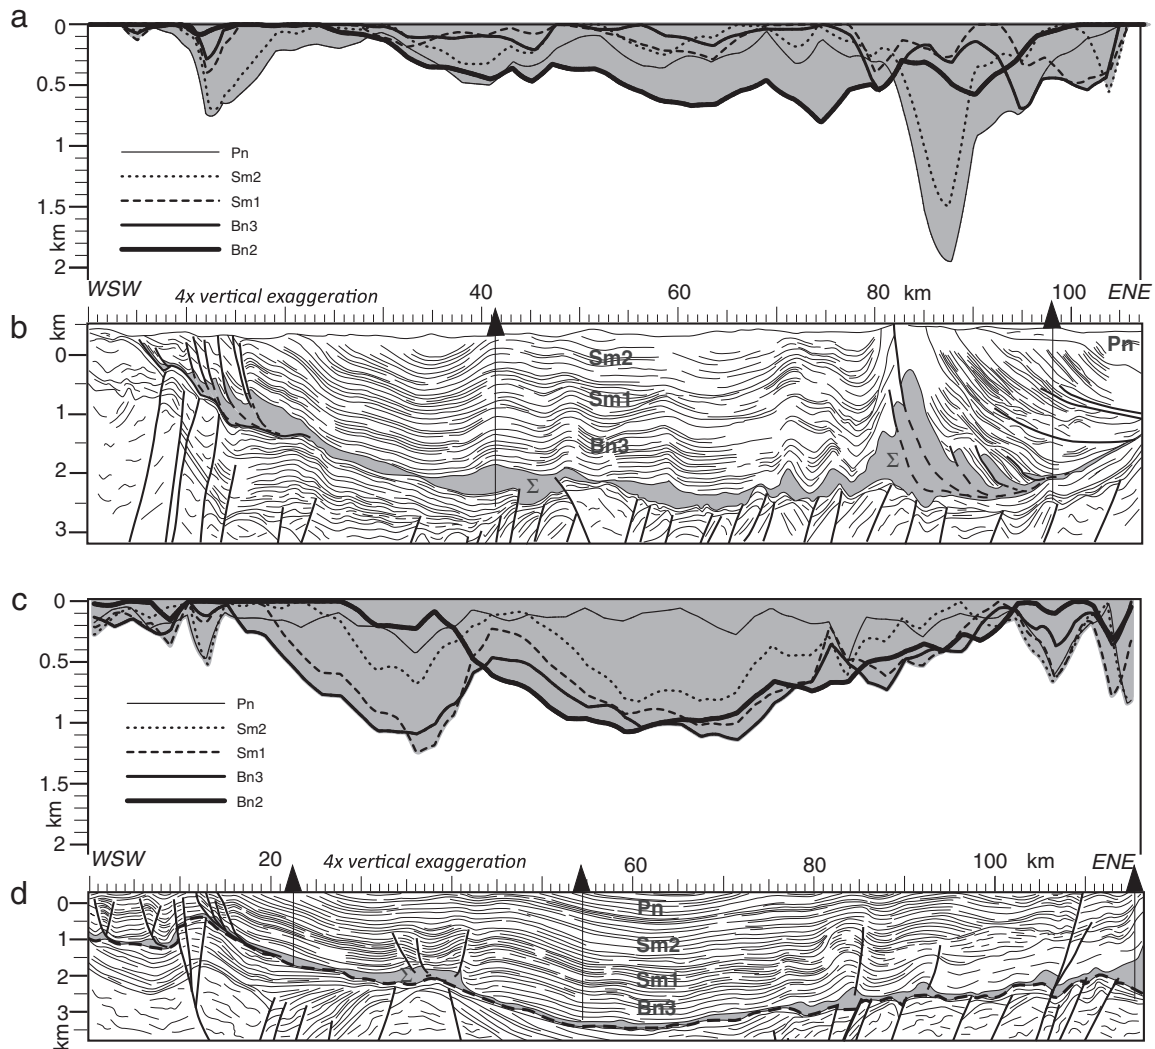 a
0
0.5
1
1.5
2
km
Pn
Sm2
Sm1
Bn3
Bn2
WSW 4x vertical exaggeration 40 60 80 km 100 ENE
b
km
0
1
2
3
Sm2
Sm1
Bn3
Pn
Σ
Σ
c
0
0.5
1
1.5
2
km
Pn
Sm2
Sm1
Bn3
Bn2
WSW 20 4x vertical exaggeration 60 80 100 km ENE
d
0
1
2
3
km
Pn
Sm2
Sm1
Bn3
Σ